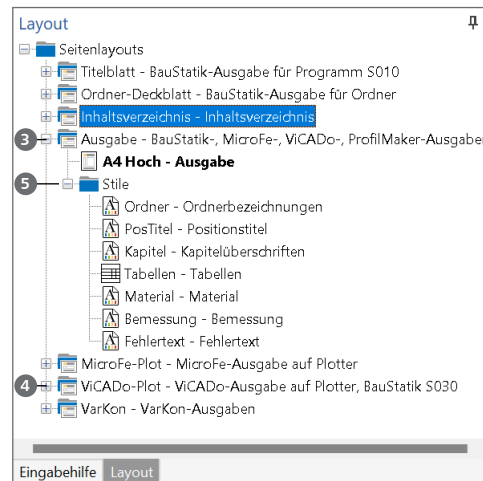 Layout
Seitenlayouts
Titelblatt - BauStatik-Ausgabe für Programm S010
Ordner-Deckblatt - BauStatik-Ausgabe für Ordner
Inhaltsverzeichnis - Inhaltsverzeichnis
3 Ausgabe - BauStatik-, MicroFe-, ViCADo-, ProfilMaker-Ausgaben
A4 Hoch - Ausgabe
5 Stile
Ordner - Ordnerbezeichnungen
PosTitel - Positionstitel
Kapitel - Kapitelüberschriften
Tabellen - Tabellen
Material - Material
Bemessung - Bemessung
Fehlertext - Fehlertext
MicroFe-Plot - MicroFe-Ausgabe auf Plotter
4 ViCADo-Plot - ViCADo-Ausgabe auf Plotter, BauStatik S030
VarKon - VarKon-Ausgaben
Eingabehilfe Layout